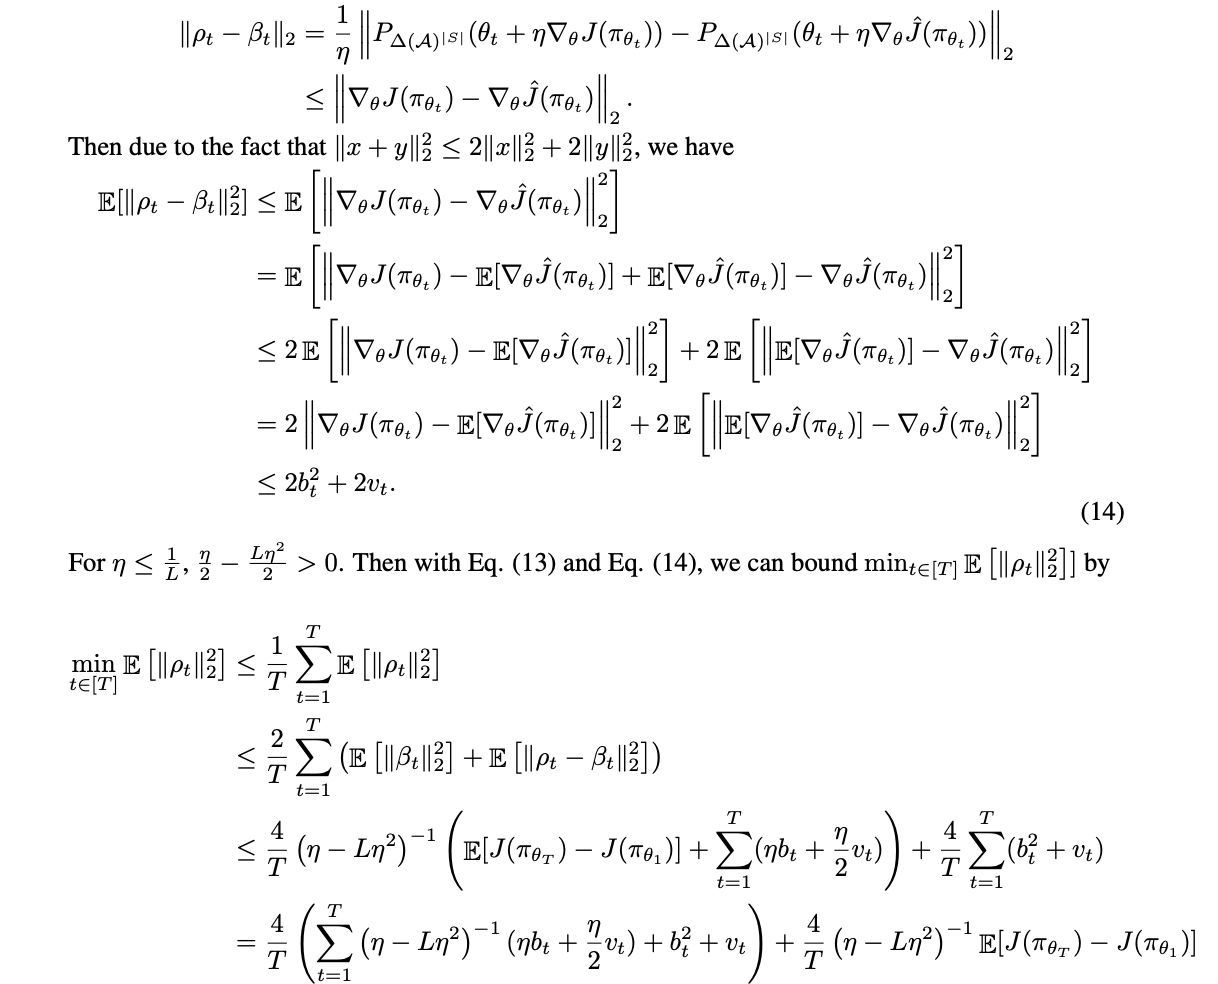 $\|\rho_t - \beta_t\|_2 = \frac{1}{\eta} \left\| P_{\Delta(\mathcal{A})^{|S|}}(\theta_t + \eta \nabla_\theta J(\pi_{\theta_t})) - P_{\Delta(\mathcal{A})^{|S|}}(\theta_t + \eta \nabla_\theta \hat{J}(\pi_{\theta_t})) \right\|_2$
$\leq \left\| \nabla_\theta J(\pi_{\theta_t}) - \nabla_\theta \hat{J}(\pi_{\theta_t}) \right\|_2 .$
Then due to the fact that $\|x + y\|_2^2 \leq 2\|x\|_2^2 + 2\|y\|_2^2$, we have
$\mathbb{E}[\|\rho_t - \beta_t\|_2^2] \leq \mathbb{E} \left[ \left\| \nabla_\theta J(\pi_{\theta_t}) - \nabla_\theta \hat{J}(\pi_{\theta_t}) \right\|_2^2 \right]$
$= \mathbb{E} \left[ \left\| \nabla_\theta J(\pi_{\theta_t}) - \mathbb{E}[\nabla_\theta \hat{J}(\pi_{\theta_t})] + \mathbb{E}[\nabla_\theta \hat{J}(\pi_{\theta_t})] - \nabla_\theta \hat{J}(\pi_{\theta_t}) \right\|_2^2 \right]$
$\leq 2\,\mathbb{E} \left[ \left\| \nabla_\theta J(\pi_{\theta_t}) - \mathbb{E}[\nabla_\theta \hat{J}(\pi_{\theta_t})] \right\|_2^2 \right] + 2\,\mathbb{E} \left[ \left\| \mathbb{E}[\nabla_\theta \hat{J}(\pi_{\theta_t})] - \nabla_\theta \hat{J}(\pi_{\theta_t}) \right\|_2^2 \right]$
$= 2 \left\| \nabla_\theta J(\pi_{\theta_t}) - \mathbb{E}[\nabla_\theta \hat{J}(\pi_{\theta_t})] \right\|_2^2 + 2\,\mathbb{E} \left[ \left\| \mathbb{E}[\nabla_\theta \hat{J}(\pi_{\theta_t})] - \nabla_\theta \hat{J}(\pi_{\theta_t}) \right\|_2^2 \right]$
$\leq 2b_t^2 + 2v_t.$
(14)
For $\eta \leq \frac{1}{L}$, $\frac{\eta}{2} - \frac{L\eta^2}{2} > 0$. Then with Eq. (13) and Eq. (14), we can bound $\min_{t \in [T]} \mathbb{E} \left[ \|\rho_t\|_2^2 \right]]$ by
$\min_{t \in [T]} \mathbb{E} \left[ \|\rho_t\|_2^2 \right] \leq \frac{1}{T} \sum_{t=1}^{T} \mathbb{E} \left[ \|\rho_t\|_2^2 \right]$
$\leq \frac{2}{T} \sum_{t=1}^{T} \left( \mathbb{E} \left[ \|\beta_t\|_2^2 \right] + \mathbb{E} \left[ \|\rho_t - \beta_t\|_2^2 \right] \right)$
$\leq \frac{4}{T} \left( \eta - L\eta^2 \right)^{-1} \left( \mathbb{E}[J(\pi_{\theta_T}) - J(\pi_{\theta_1})] + \sum_{t=1}^{T} (\eta b_t + \frac{\eta}{2} v_t) \right) + \frac{4}{T} \sum_{t=1}^{T} (b_t^2 + v_t)$
$= \frac{4}{T} \left( \sum_{t=1}^{T} \left( \eta - L\eta^2 \right)^{-1} (\eta b_t + \frac{\eta}{2} v_t) + b_t^2 + v_t \right) + \frac{4}{T} \left( \eta - L\eta^2 \right)^{-1} \mathbb{E}[J(\pi_{\theta_T}) - J(\pi_{\theta_1})]$